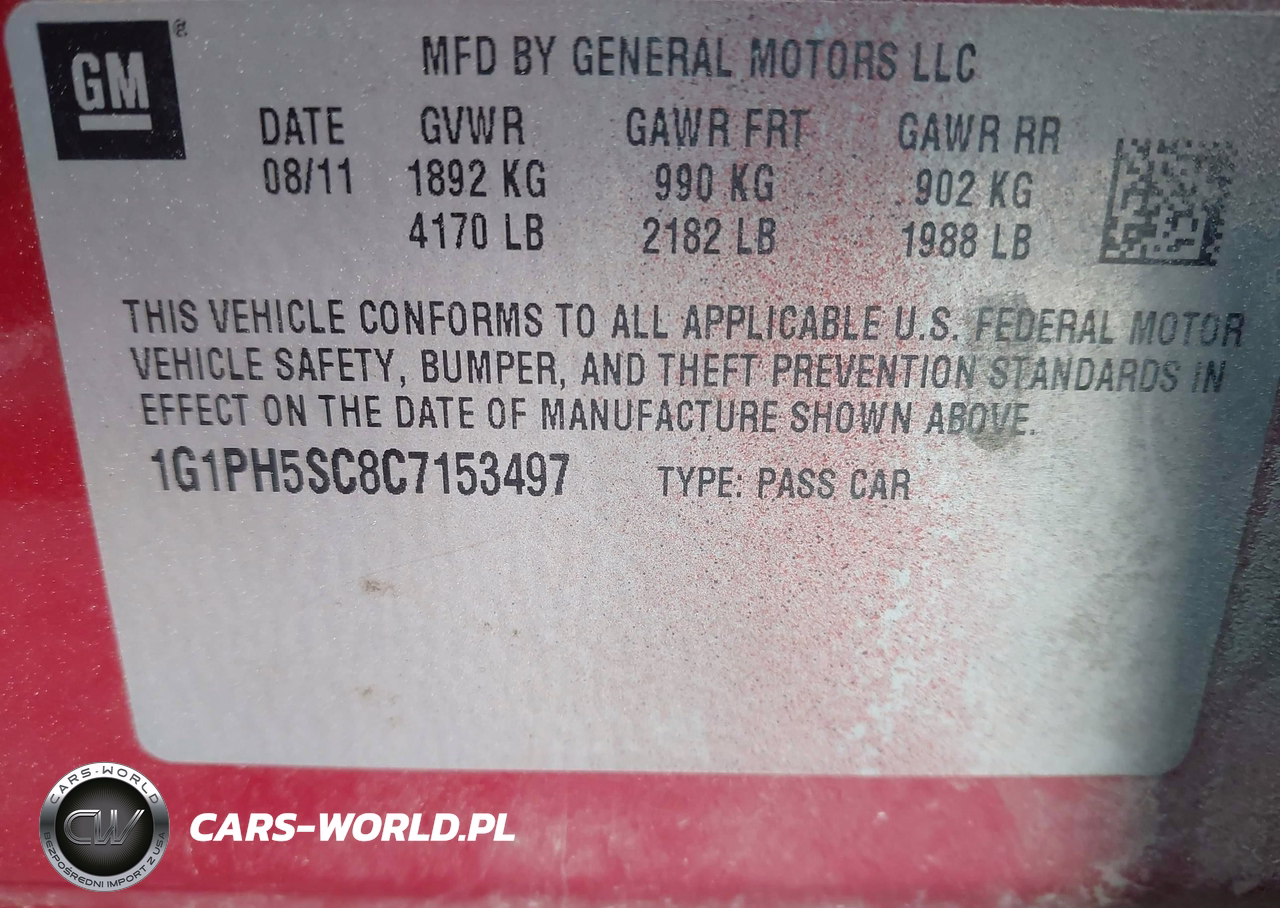 GM
®
MFD BY GENERAL MOTORS LLC
DATE GVWR GAWR FRT GAWR RR
08/11 1892 KG 990 KG 902 KG
4170 LB 2182 LB 1988 LB
THIS VEHICLE CONFORMS TO ALL APPLICABLE U.S. FEDERAL MOTOR
VEHICLE SAFETY, BUMPER, AND THEFT PREVENTION STANDARDS IN
EFFECT ON THE DATE OF MANUFACTURE SHOWN ABOVE.
1G1PH5SC8C7153497 TYPE: PASS CAR
CARS-WORLD
CW
BEZPOŚREDNI IMPORT Z USA
CARS-WORLD.PL